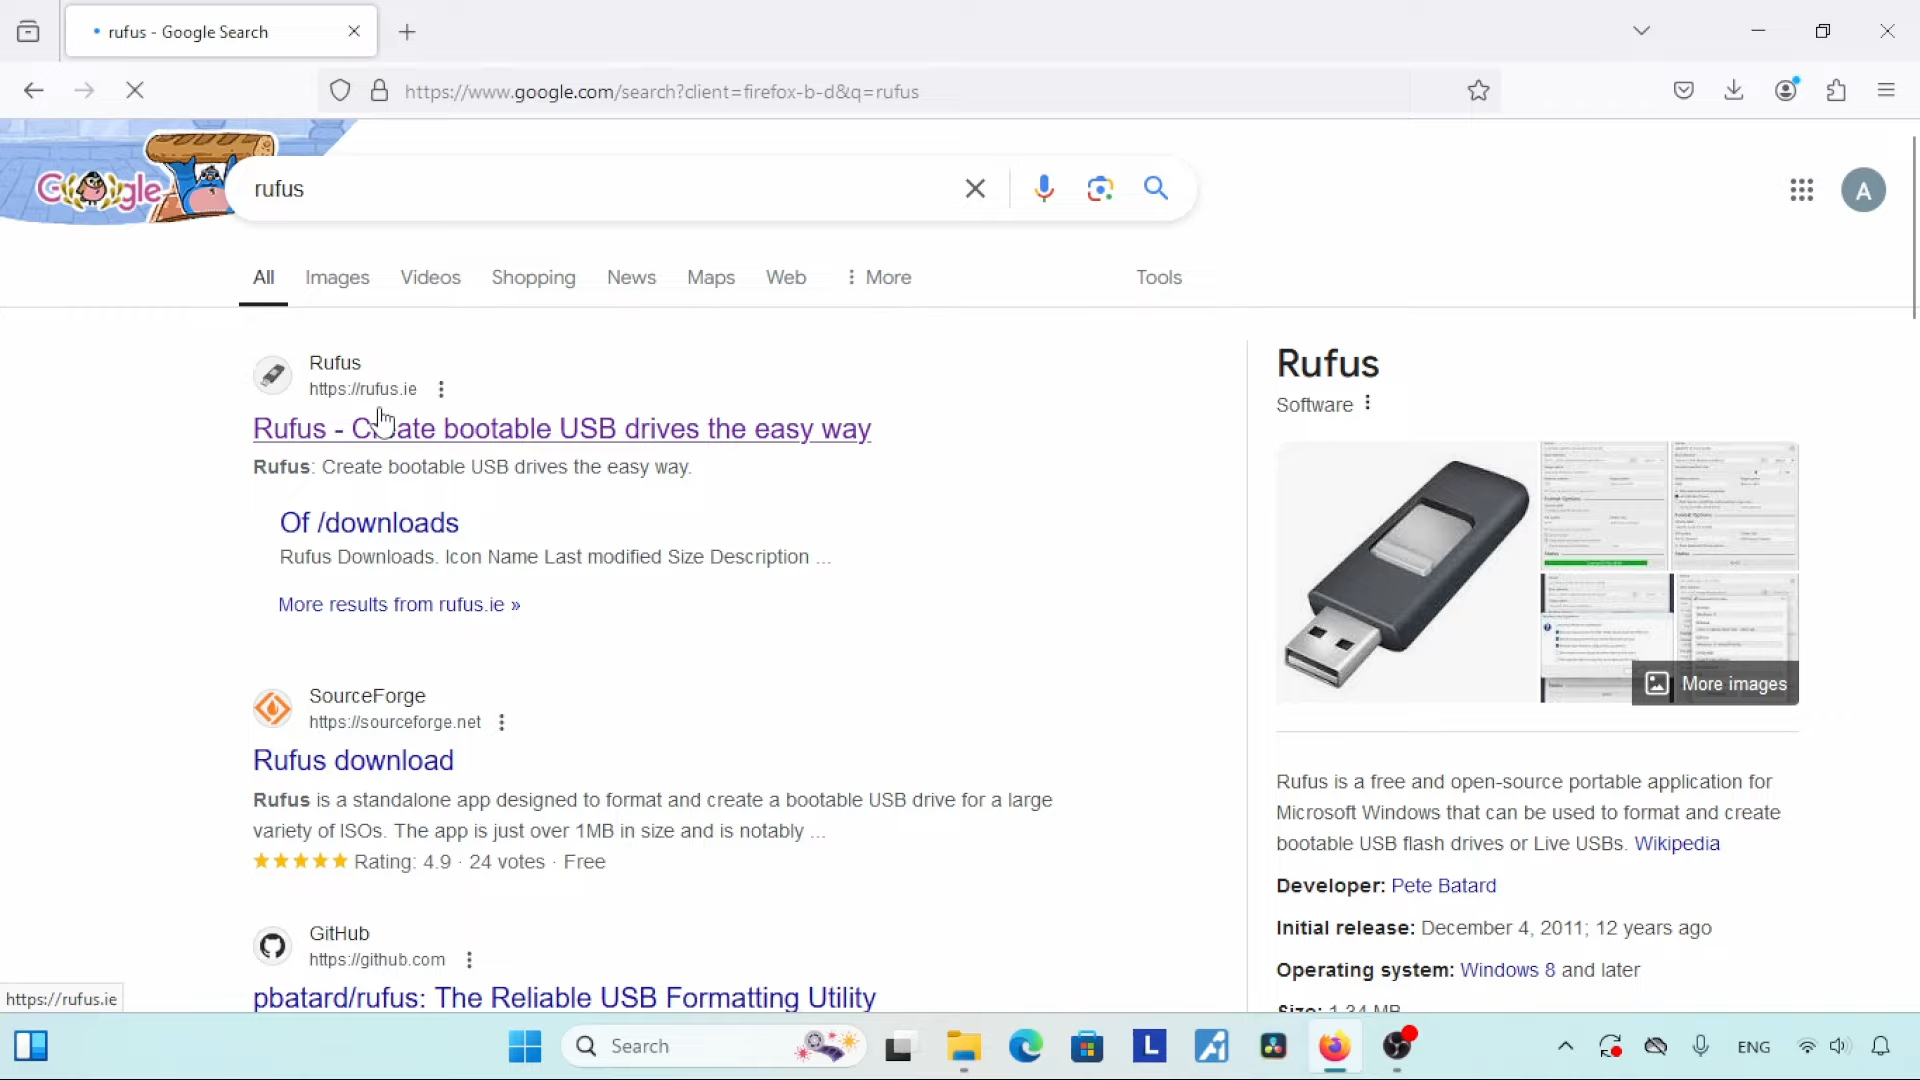 rufus - Google Search
https://www.google.com/search?client=firefox-b-d&q=rufus
Google
rufus
A
All Images Videos Shopping News Maps Web More Tools
Rufus
https://rufus.ie
Rufus - Create bootable USB drives the easy way
Rufus: Create bootable USB drives the easy way.
Of /downloads
Rufus Downloads. Icon Name Last modified Size Description ...
More results from rufus.ie »
SourceForge
https://sourceforge.net
Rufus download
Rufus is a standalone app designed to format and create a bootable USB drive for a large
variety of ISOs. The app is just over 1MB in size and is notably ...
Rating: 4.9 · 24 votes · Free
GitHub
https://github.com
pbatard/rufus: The Reliable USB Formatting Utility
Rufus
Software
More images
Rufus is a free and open-source portable application for
Microsoft Windows that can be used to format and create
bootable USB flash drives or Live USBs. Wikipedia
Developer: Pete Batard
Initial release: December 4, 2011; 12 years ago
Operating system: Windows 8 and later
Size: 1.34 MB
https://rufus.ie
Search
L
ENG